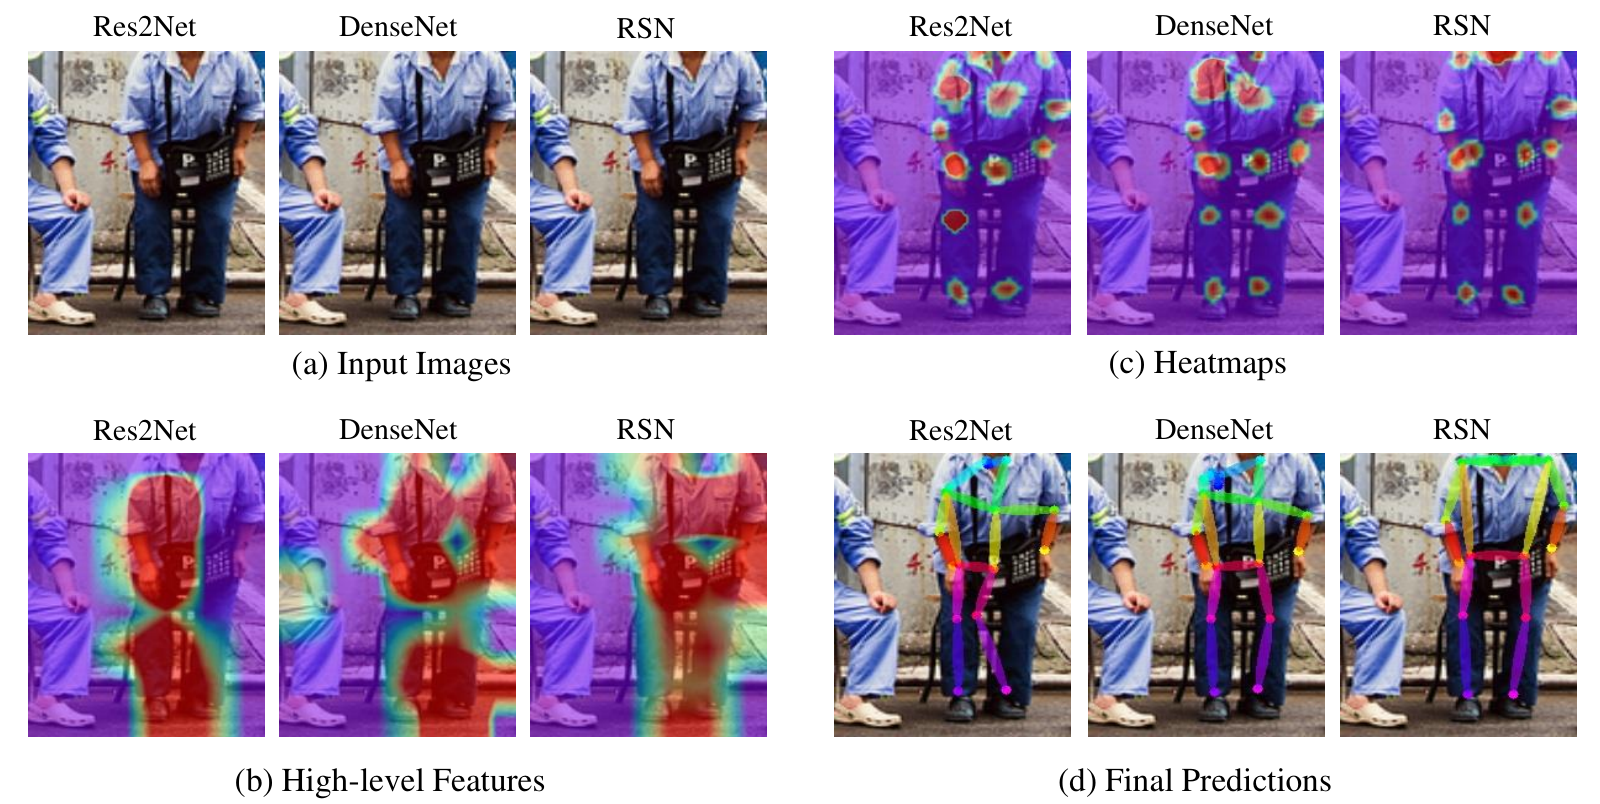 Res2Net DenseNet RSN
(a) Input Images
Res2Net DenseNet RSN
(c) Heatmaps
Res2Net DenseNet RSN
(b) High-level Features
Res2Net DenseNet RSN
(d) Final Predictions